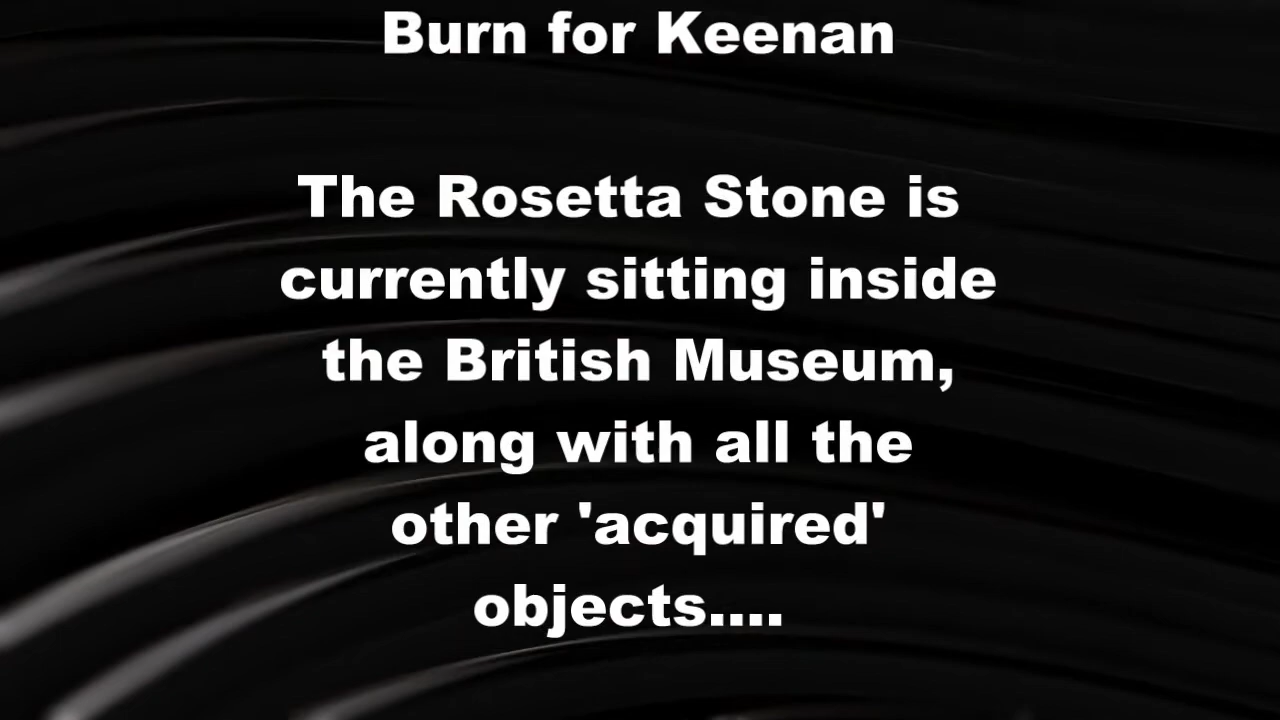 Burn for Keenan
The Rosetta Stone is
currently sitting inside
the British Museum,
along with all the
other 'acquired'
objects....